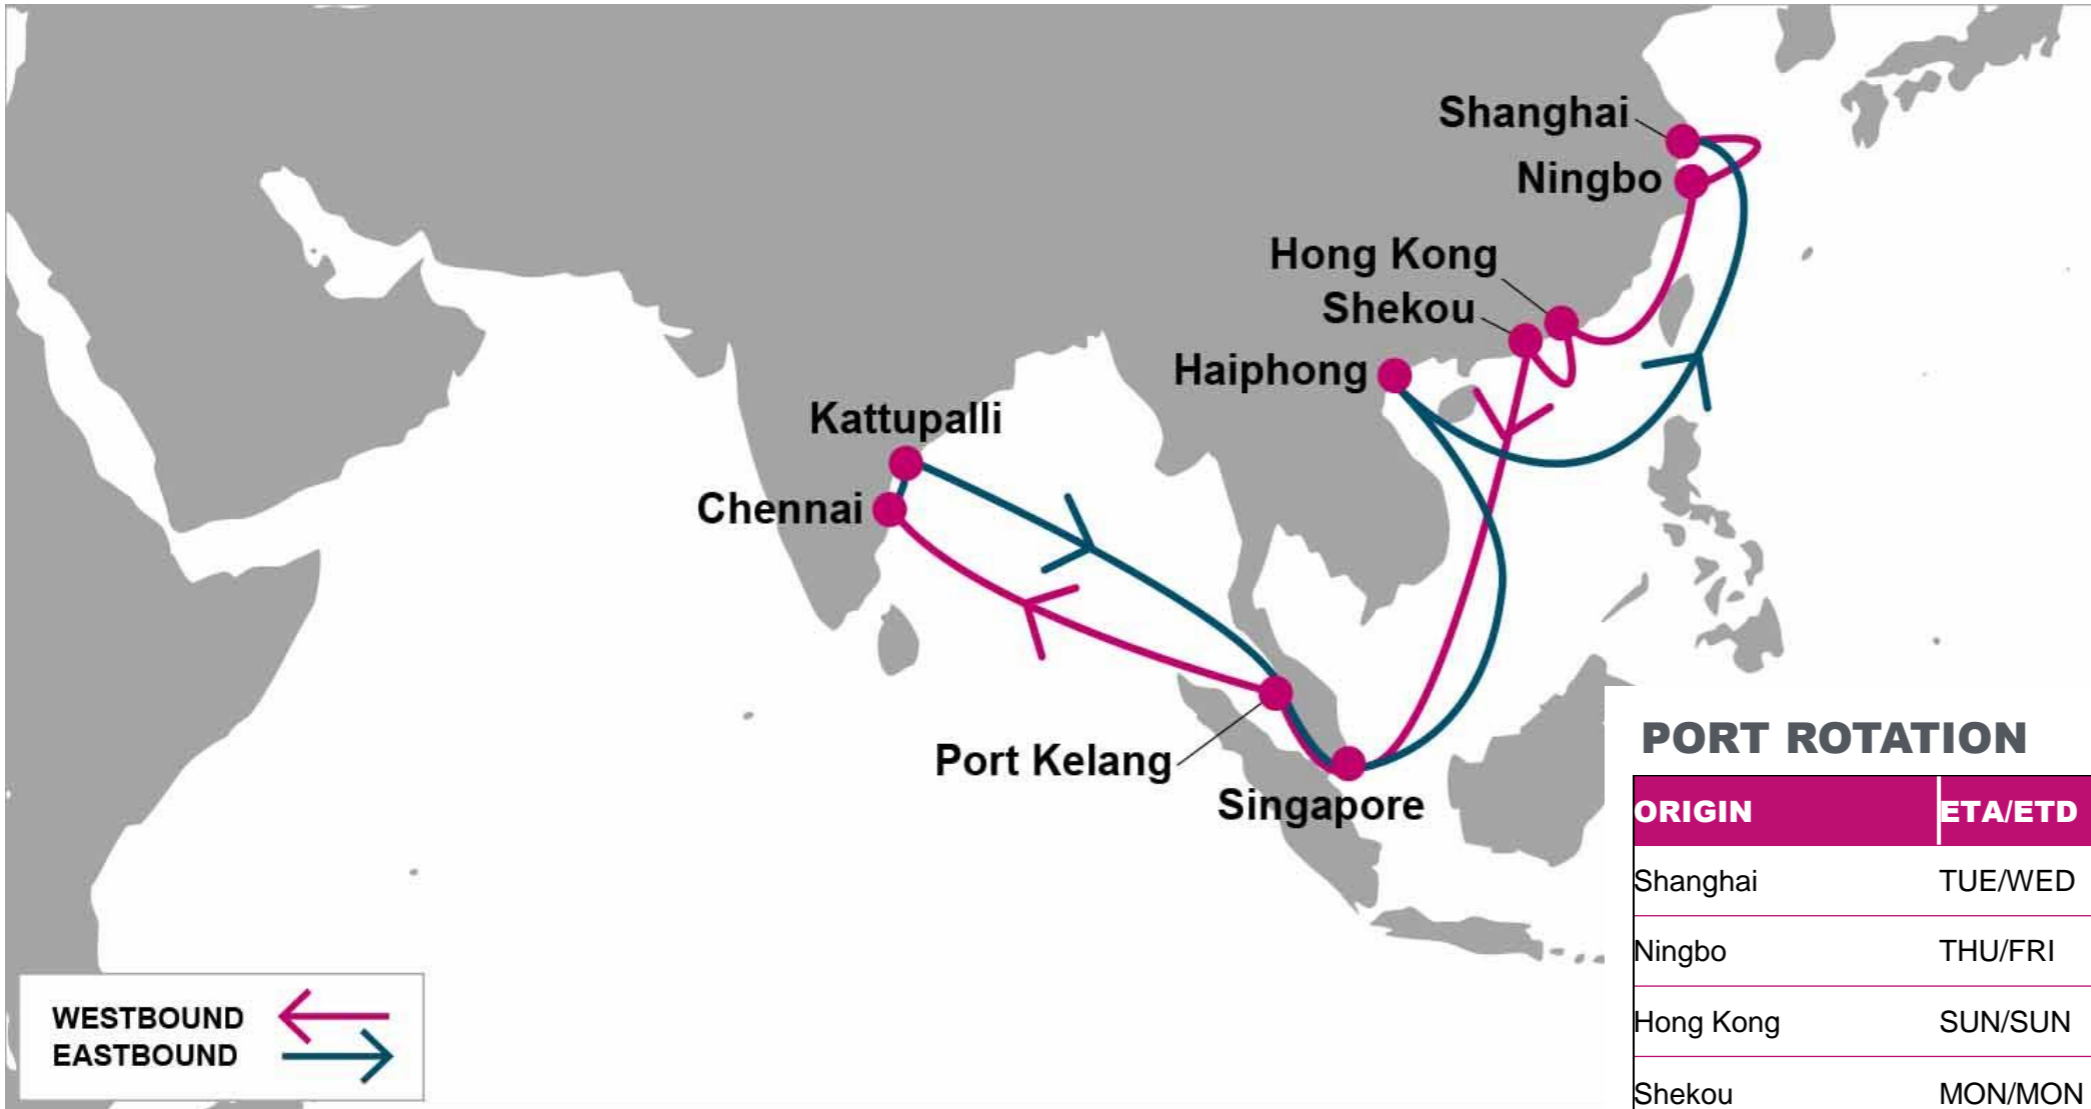 Shanghai
Ningbo
Hong Kong
Shekou
Haiphong
Kattupalli
Chennai
Port Kelang
Singapore
WESTBOUND
EASTBOUND
PORT ROTATION
ORIGIN ETA/ETD
Shanghai TUE/WED
Ningbo THU/FRI
Hong Kong SUN/SUN
Shekou MON/MON